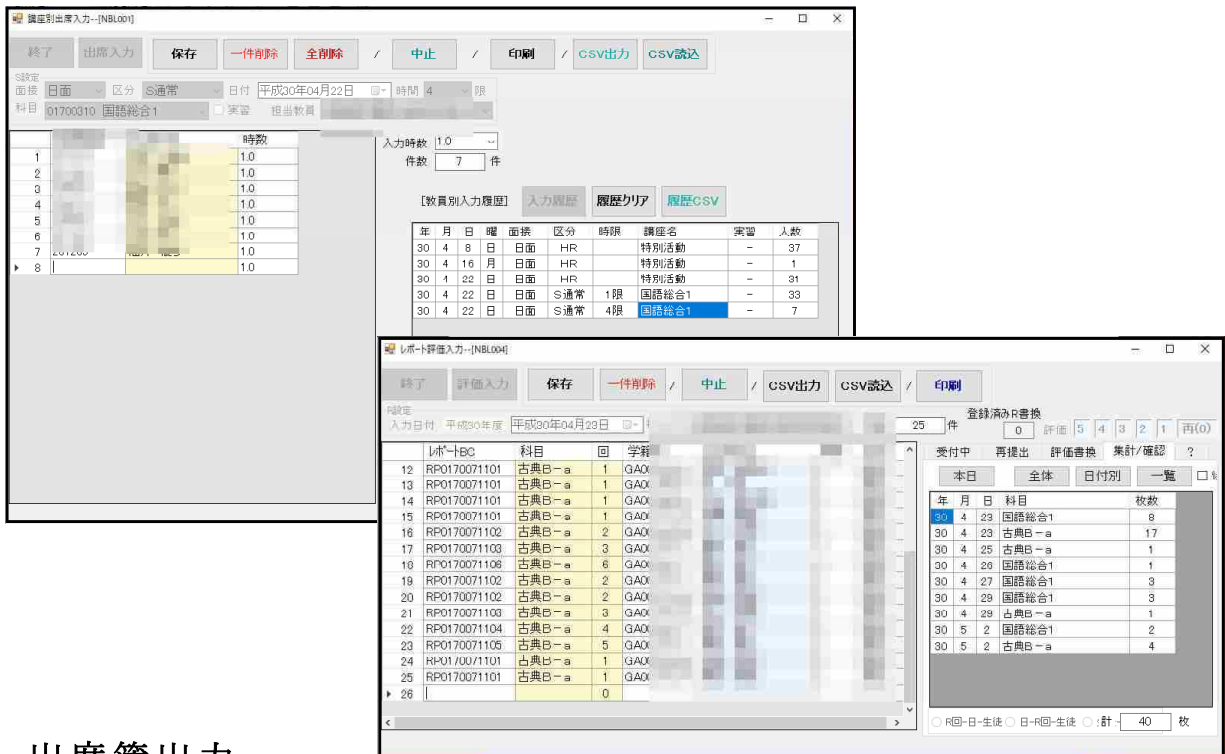 講座別出席入力--[NBL001]
終了 出席入力 保存 一件削除 全削除 / 中止 / 印刷 / CSV出力 CSV読込
S設定
面接 日面 区分 S通常 日付 平成30年04月22日 時間 4 限
科目 01700310 国語総合1 実習 担当教員
時数
1 1.0
2 1.0
3 1.0
4 1.0
5 1.0
6 1.0
7 1.0
8 1.0
入力時数 1.0
件数 7 件
[教員別入力履歴] 入力履歴 履歴クリア 履歴CSV
年 月 日 曜 面接 区分 時限 講座名 実習 人数
30 4 8 日 日面 HR 特別活動 - 37
30 4 16 月 日面 HR 特別活動 - 1
30 4 22 日 日面 HR 特別活動 - 31
30 4 22 日 日面 S通常 1限 国語総合1 - 33
30 4 22 日 日面 S通常 4限 国語総合1 - 7
レポート評価入力--[NBL004]
終了 評価入力 保存 一件削除 / 中止 / CSV出力 CSV読込 / 印刷
R設定
入力日付 平成30年度 平成30年04月23日 25 件
登録済みR書換
0 評価 5 4 3 2 1 再(0)
レポートBC 科目 回 学籍
12 RP0170071101 古典B-a 1 GA00
13 RP0170071101 古典B-a 1 GA00
14 RP0170071101 古典B-a 1 GA00
15 RP0170071101 古典B-a 1 GA00
16 RP0170071102 古典B-a 2 GA00
17 RP0170071103 古典B-a 3 GA00
18 RP0170071106 古典B-a 6 GA00
19 RP0170071102 古典B-a 2 GA00
20 RP0170071102 古典B-a 2 GA00
21 RP0170071103 古典B-a 3 GA00
22 RP0170071104 古典B-a 4 GA00
23 RP0170071105 古典B-a 5 GA00
24 RP0170071101 古典B-a 1 GA00
25 RP0170071101 古典B-a 1 GA00
26 0
受付中 再提出 評価書換 集計/確認 ?
本日 全体 日付別 一覧
年 月 日 科目 枚数
30 4 23 国語総合1 8
30 4 23 古典B-a 17
30 4 25 古典B-a 1
30 4 26 国語総合1 1
30 4 27 国語総合1 3
30 4 29 国語総合1 3
30 4 29 古典B-a 1
30 5 2 国語総合1 2
30 5 2 古典B-a 4
R回-日-生徒 日-R回-生徒 計 40 枚
出席簿出力